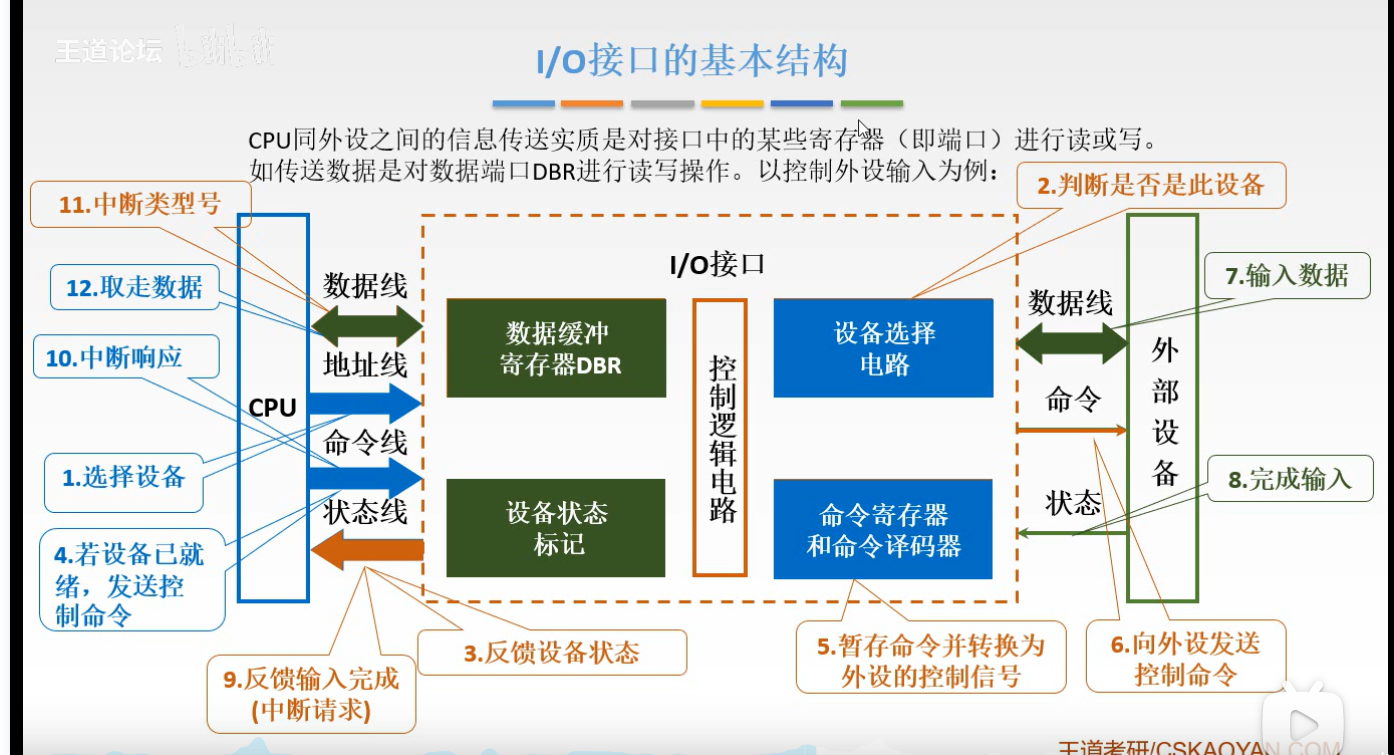 王道论坛
I/O接口的基本结构
CPU同外设之间的信息传送实质是对接口中的某些寄存器（即端口）进行读或写。
如传送数据是对数据端口DBR进行读写操作。以控制外设输入为例：
11.中断类型号
2.判断是否是此设备
I/O接口
12.取走数据
数据线
数据线
7.输入数据
数据缓冲
寄存器DBR
设备选择
电路
10.中断响应
地址线
控制逻辑电路
外部设备
CPU
命令
命令线
1.选择设备
8.完成输入
状态线
状态
设备状态
标记
命令寄存器
和命令译码器
4.若设备已就
绪，发送控
制命令
3.反馈设备状态
5.暂存命令并转换为
外设的控制信号
6.向外设发送
控制命令
9.反馈输入完成
(中断请求)
王道考研/CSKAOYAN.COM